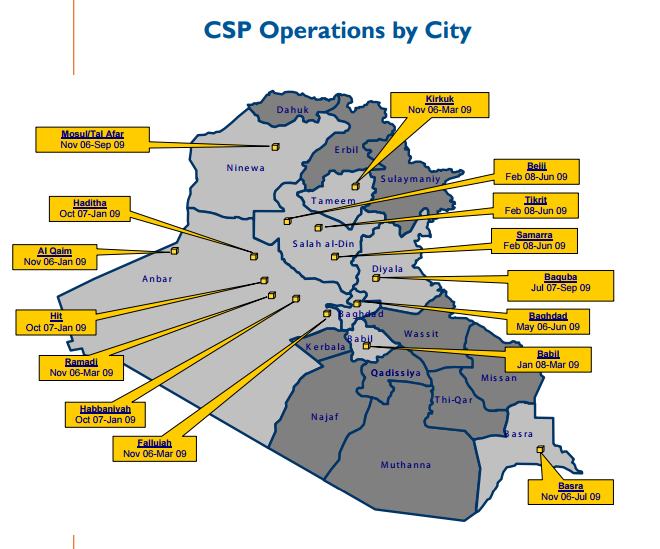 CSP Operations by City
Kirkuk
Nov 06-Mar 09
Dahuk
Mosul/Tal Afar
Nov 06-Sep 09
Erbil
Ninewa
Beiji
Feb 08-Jun 09
Sulaymaniy
Tameem
Haditha
Oct 07-Jan 09
Tikrit
Feb 08-Jun 09
Samarra
Feb 08-Jun 09
Salah al-Din
Al Qaim
Nov 06-Jan 09
Anbar
Diyala
Baquba
Jul 07-Sep 09
Hit
Oct 07-Jan 09
Baghdad
Baghdad
May 06-Jun 09
Wassit
Babil
Kerbala
Babil
Jan 08-Mar 09
Ramadi
Nov 06-Mar 09
Qadissiya
Missan
Thi-Qar
Habbaniyah
Oct 07-Jan 09
Najaf
Fallujah
Nov 06-Mar 09
Basra
Muthanna
Basra
Nov 06-Jul 09